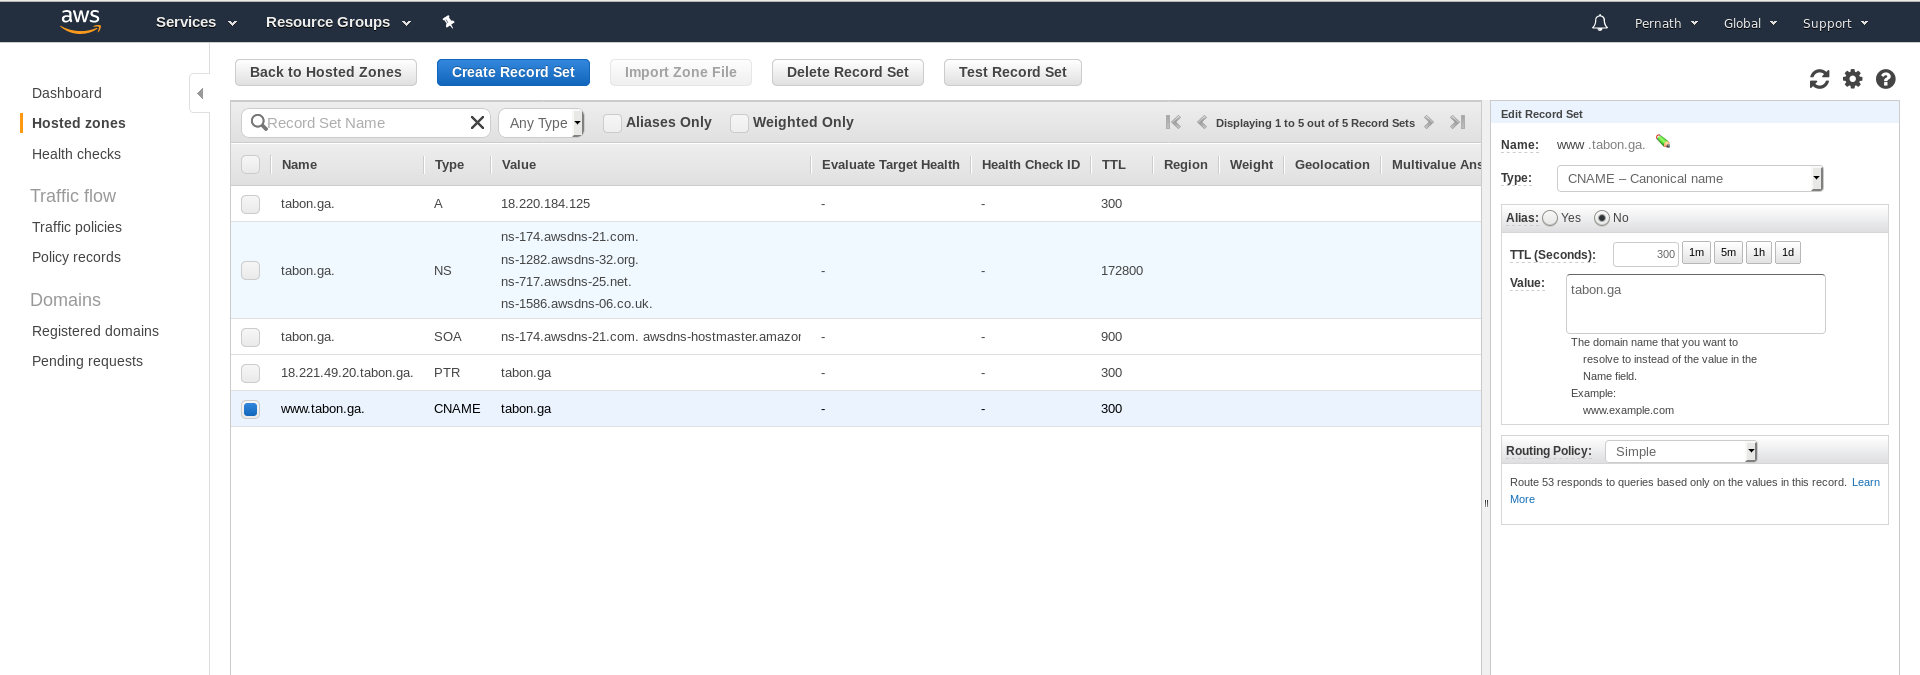 aws Services Resource Groups Pernath Global Support
Dashboard
Hosted zones
Health checks
Traffic flow
Traffic policies
Policy records
Domains
Registered domains
Pending requests
Back to Hosted Zones Create Record Set Import Zone File Delete Record Set Test Record Set
Record Set Name Any Type Aliases Only Weighted Only Displaying 1 to 5 out of 5 Record Sets
Name Type Value Evaluate Target Health Health Check ID TTL Region Weight Geolocation Multivalue Ans
tabon.ga. A 18.220.184.125 - - 300
ns-174.awsdns-21.com.
ns-1282.awsdns-32.org.
tabon.ga. NS - - 172800
ns-717.awsdns-25.net.
ns-1586.awsdns-06.co.uk.
tabon.ga. SOA ns-174.awsdns-21.com. awsdns-hostmaster.amazon - - 900
18.221.49.20.tabon.ga. PTR tabon.ga - - 300
www.tabon.ga. CNAME tabon.ga - - 300
Edit Record Set
Name: www .tabon.ga.
Type: CNAME – Canonical name
Alias: Yes No
TTL (Seconds): 300 1m 5m 1h 1d
Value: tabon.ga
The domain name that you want to
resolve to instead of the value in the
Name field.
Example:
www.example.com
Routing Policy: Simple
Route 53 responds to queries based only on the values in this record. Learn
More